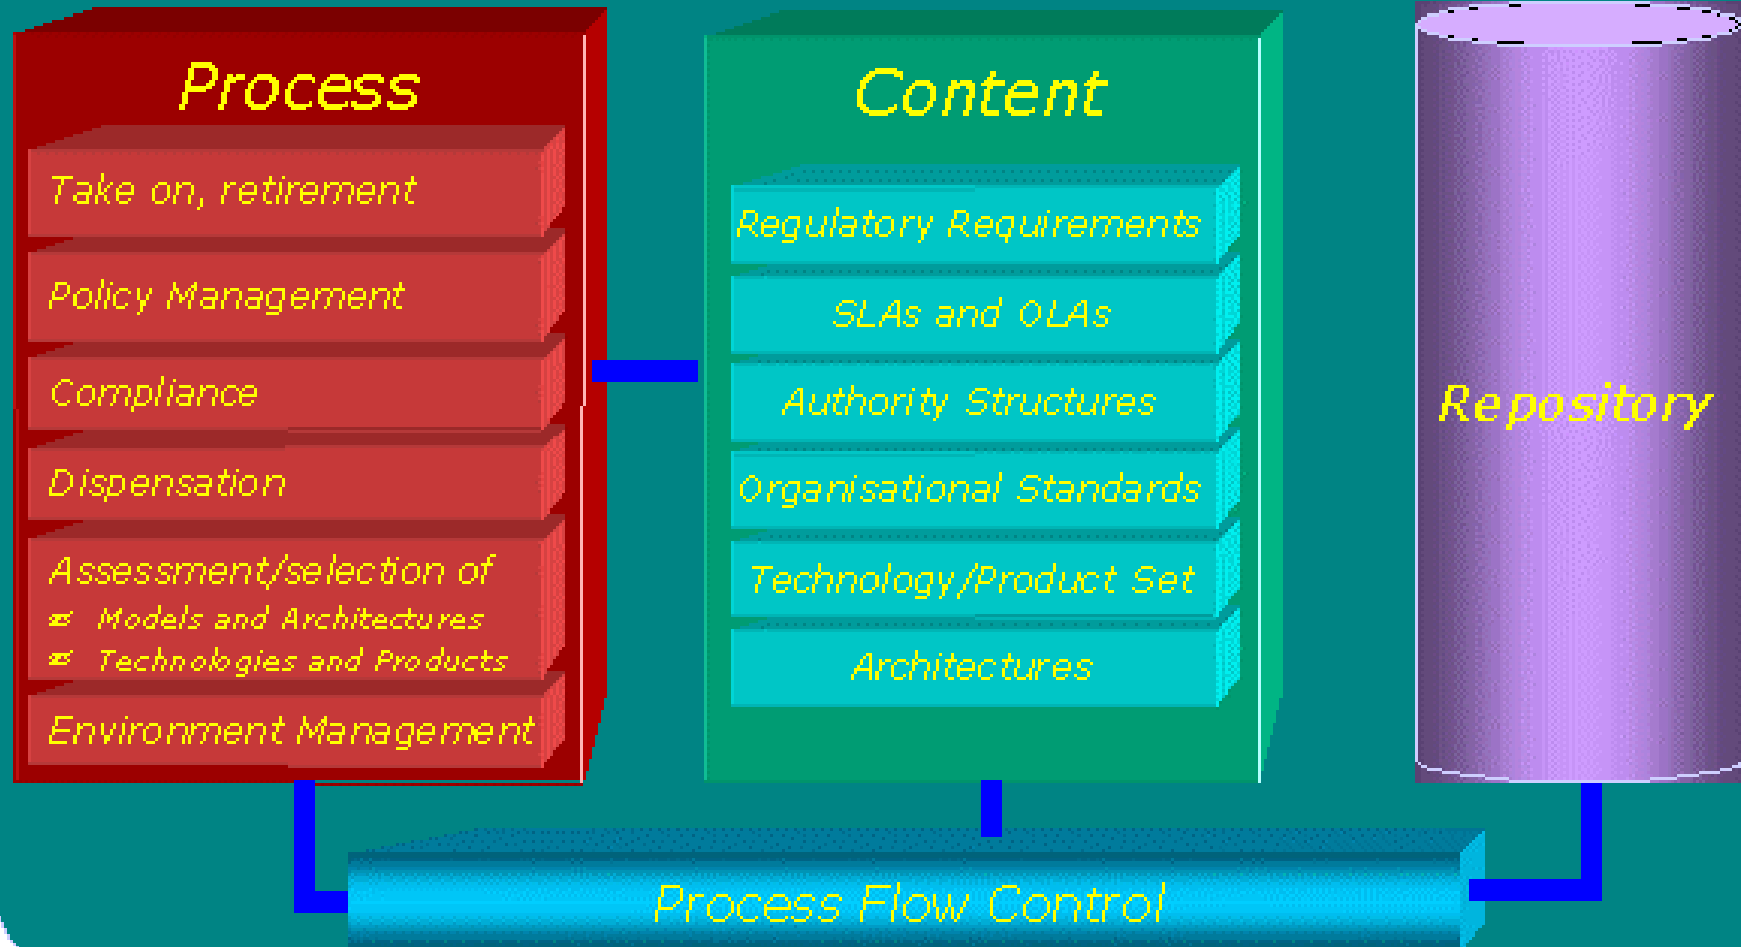 Process
Take on, retirement
Policy Management
Compliance
Dispensation
Assessment/selection of
Models and Architectures
Technologies and Products
Environment Management
Content
Regulatory Requirements
SLAs and OLAs
Authority Structures
Organisational Standards
Technology/Product Set
Architectures
Repository
Process Flow Control